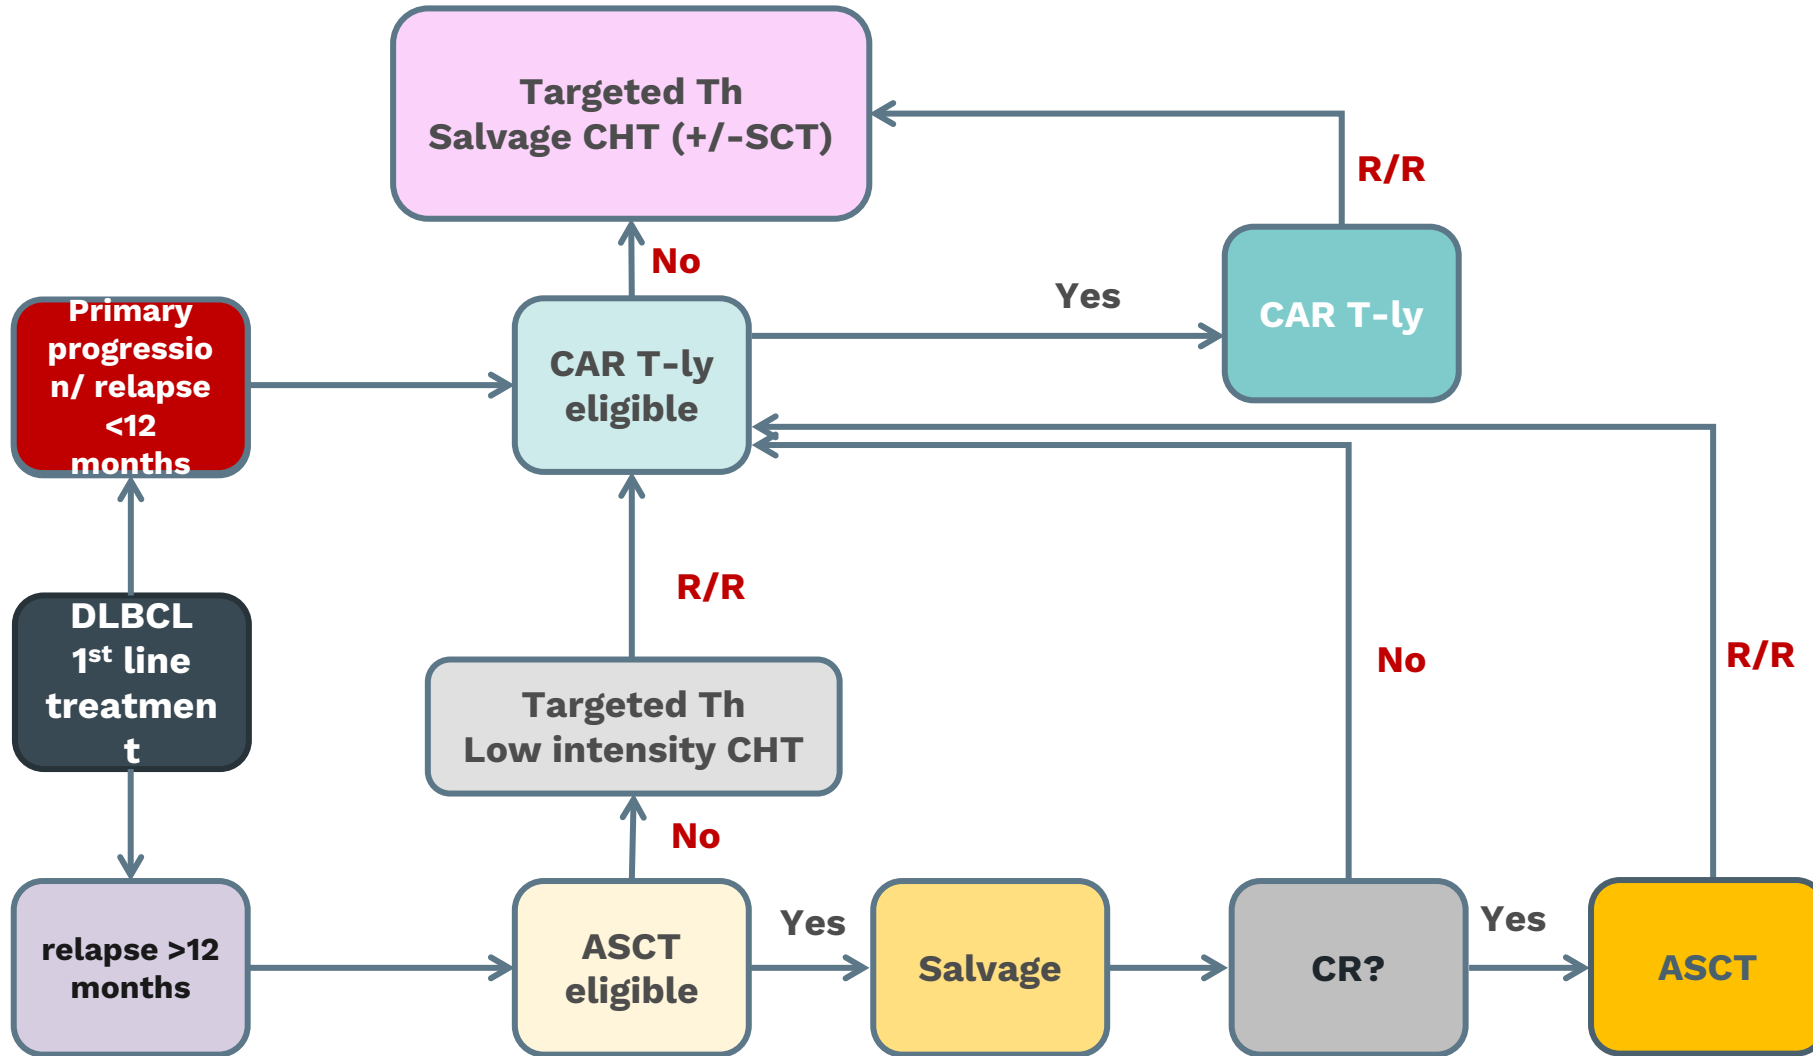 Targeted Th
Salvage CHT (+/-SCT)
R/R
No
Yes
CAR T-ly
Primary
progressio
n/ relapse
<12
months
CAR T-ly
eligible
R/R
No
R/R
DLBCL
1st line
treatmen
t
Targeted Th
Low intensity CHT
No
relapse >12
months
ASCT
eligible
Yes
Salvage
CR?
Yes
ASCT